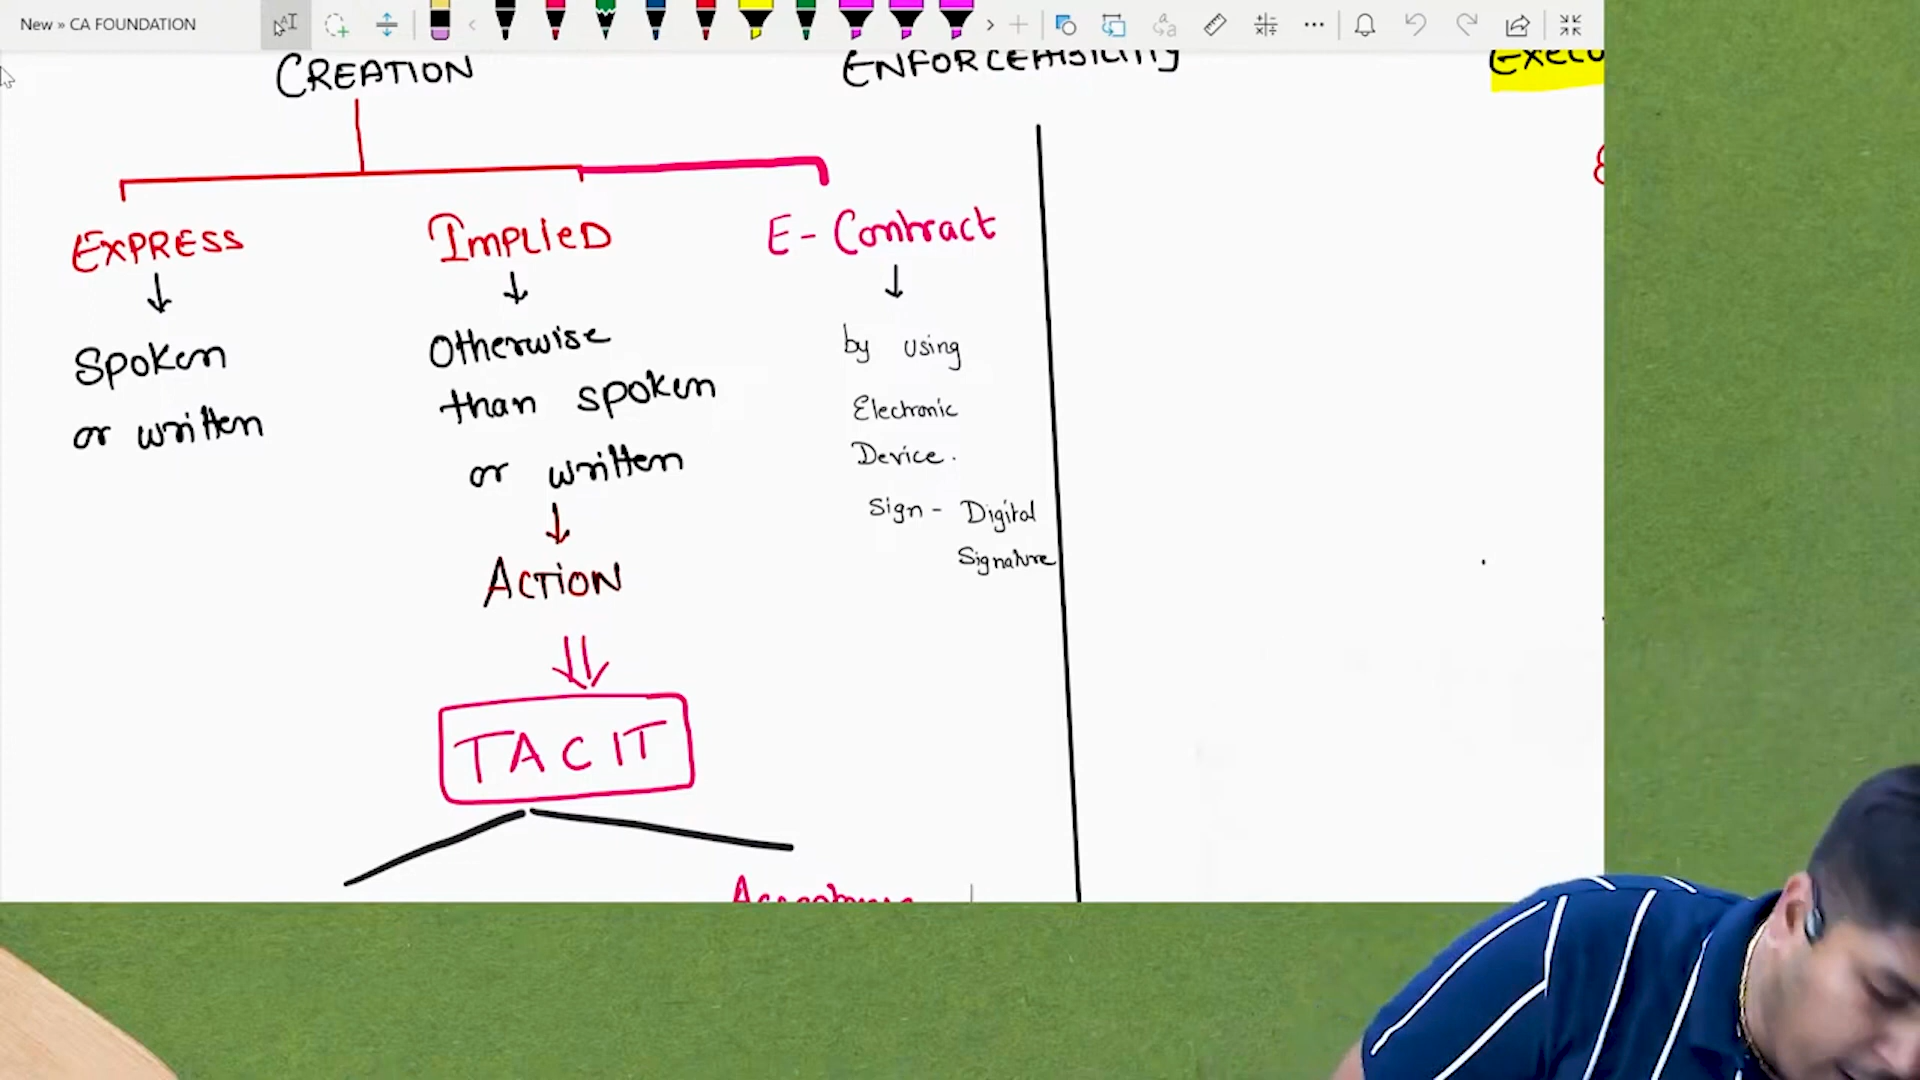 New » CA FOUNDATION
CREATION
ENFORCEABILITY
EXPRESS
IMPLIED
E- Contract
Spoken
or written
Otherwise
than spoken
or written
by using
Electronic
Device.
Sign - Digital
Signature
ACTION
TACIT